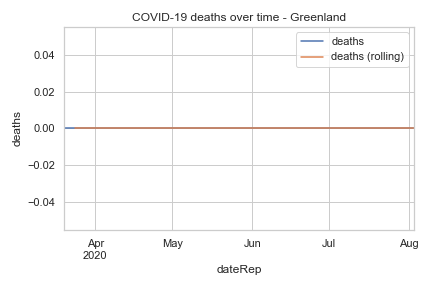 COVID-19 deaths over time - Greenland
deaths
deaths (rolling)
0.04
0.02
0.00
−0.02
−0.04
deaths
Apr
2020
May
Jun
Jul
Aug
dateRep